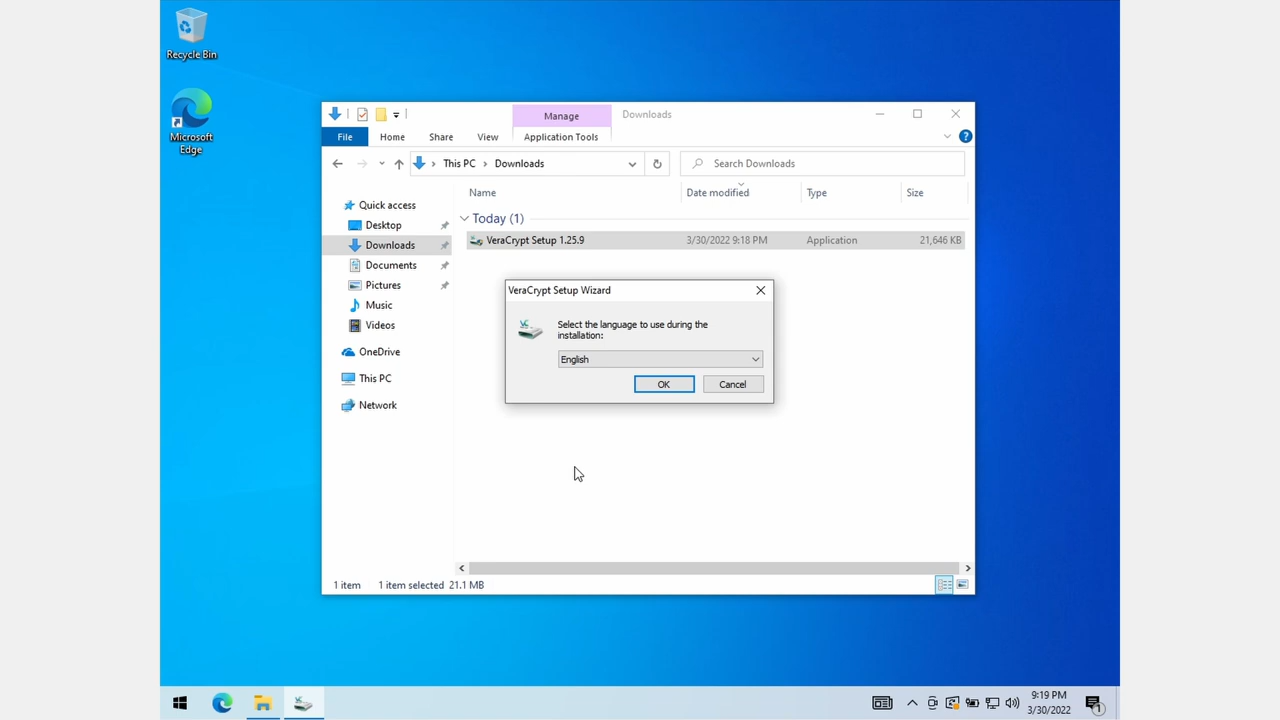 Recycle Bin
Microsoft
Edge
Manage
Downloads
File
Home
Share
View
Application Tools
This PC
Downloads
Search Downloads
Name
Date modified
Type
Size
Quick access
Desktop
Downloads
Documents
Pictures
Music
Videos
OneDrive
This PC
Network
Today (1)
VeraCrypt Setup 1.25.9
3/30/2022 9:18 PM
Application
21,646 KB
VeraCrypt Setup Wizard
Select the language to use during the
installation:
English
OK
Cancel
1 item
1 item selected 21.1 MB
9:19 PM
3/30/2022
1